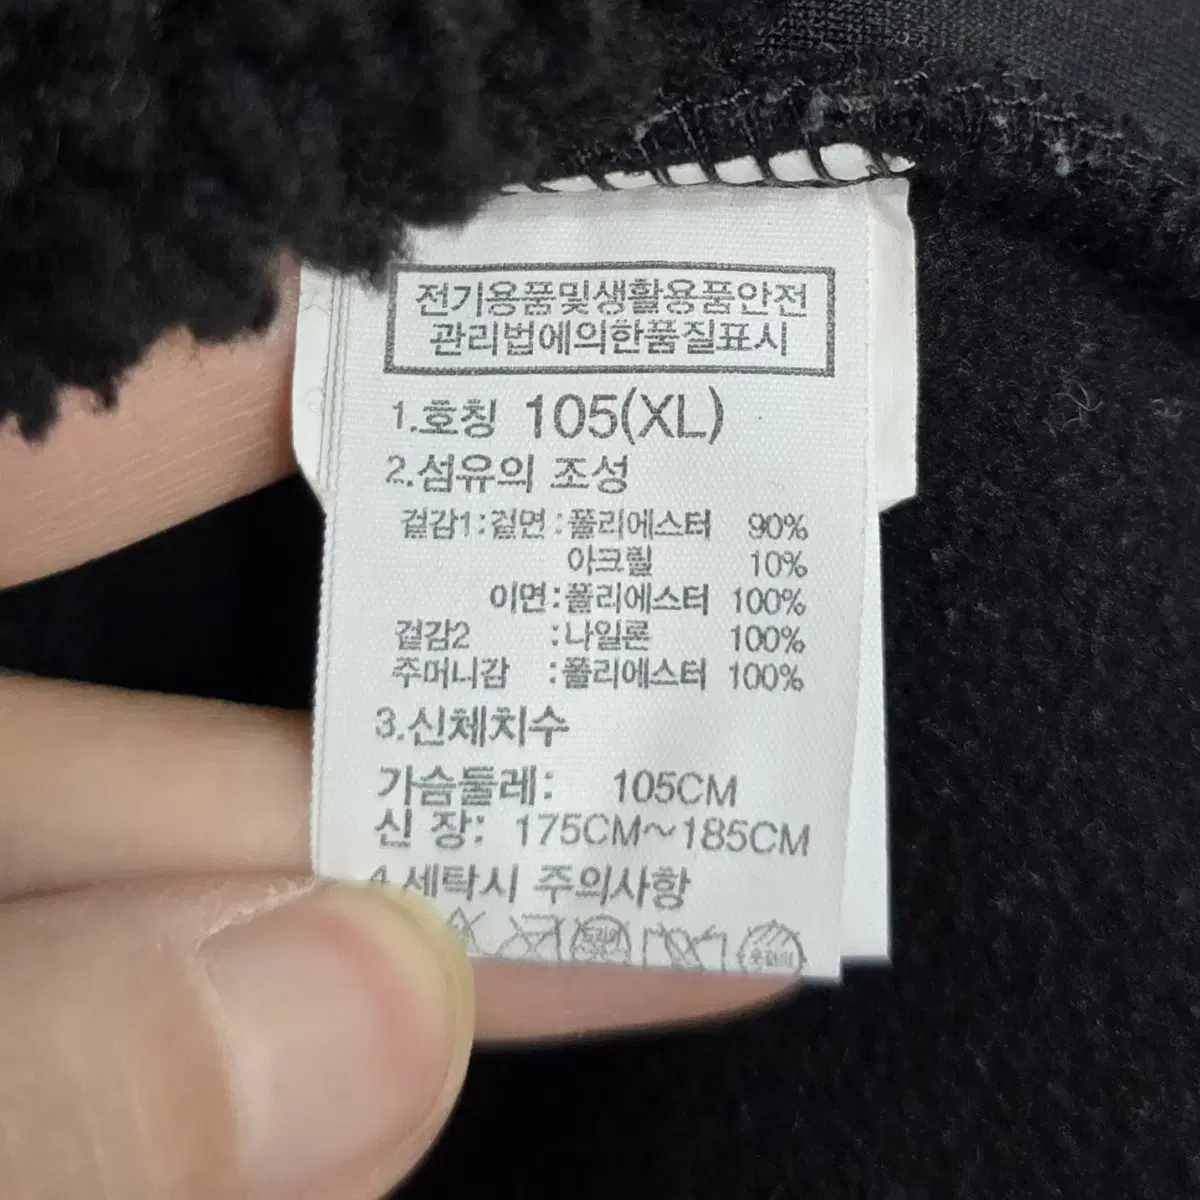 전기용품및생활용품안전
관리법에의한품질표시
1.호칭 105(XL)
2.섬유의 조성
겉감1:겉면:폴리에스터 90%
아크릴 10%
이면:폴리에스터 100%
겉감2 :나일론 100%
주머니감 :폴리에스터 100%
3.신체치수
가슴둘레: 105CM
신 장: 175CM~185CM
4.세탁시 주의사항
드라이